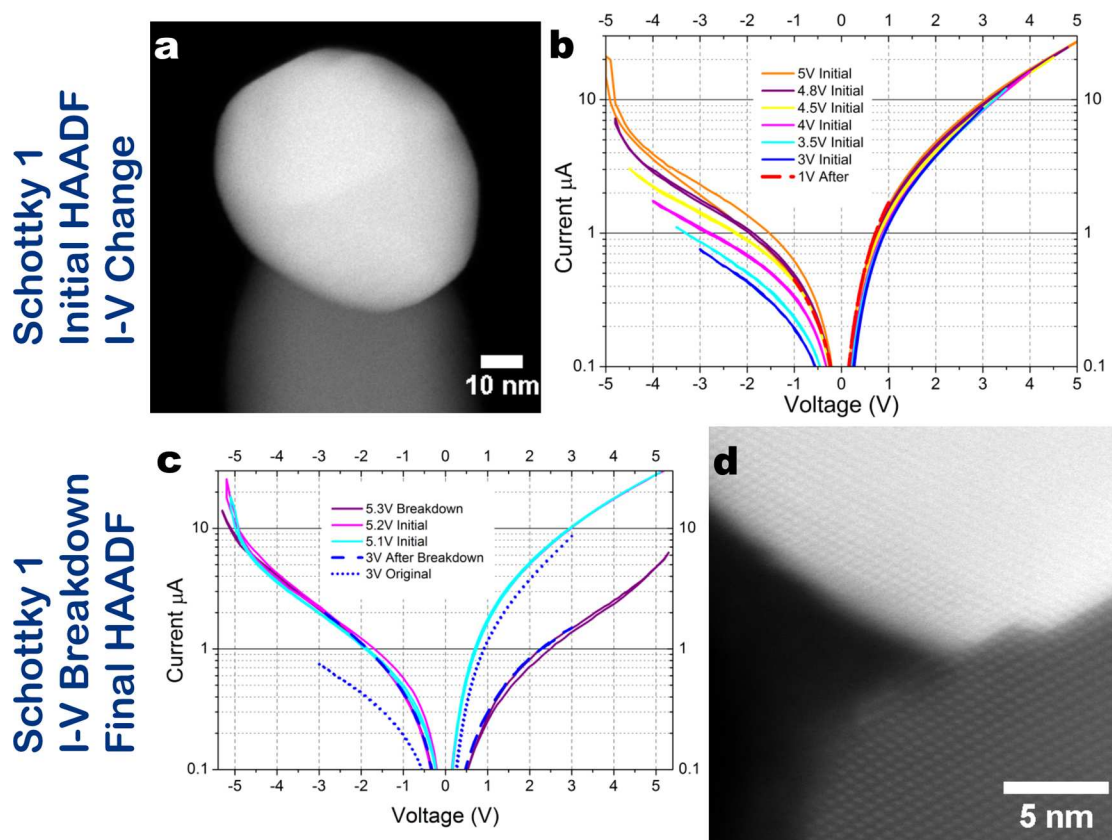 Schottky 1
Initial HAADF
I-V Change
a
10 nm
b
-5 -4 -3 -2 -1 0 1 2 3 4 5
5V Initial
4.8V Initial
4.5V Initial
4V Initial
3.5V Initial
3V Initial
1V After
Current µA
10 10
1 1
0.1 0.1
-5 -4 -3 -2 -1 0 1 2 3 4 5
Voltage (V)
Schottky 1
I-V Breakdown
Final HAADF
c
-5 -4 -3 -2 -1 0 1 2 3 4 5
5.3V Breakdown
5.2V Initial
5.1V Initial
3V After Breakdown
3V Original
Current µA
10 10
1 1
0.1 0.1
-5 -4 -3 -2 -1 0 1 2 3 4 5
Voltage (V)
d
5 nm